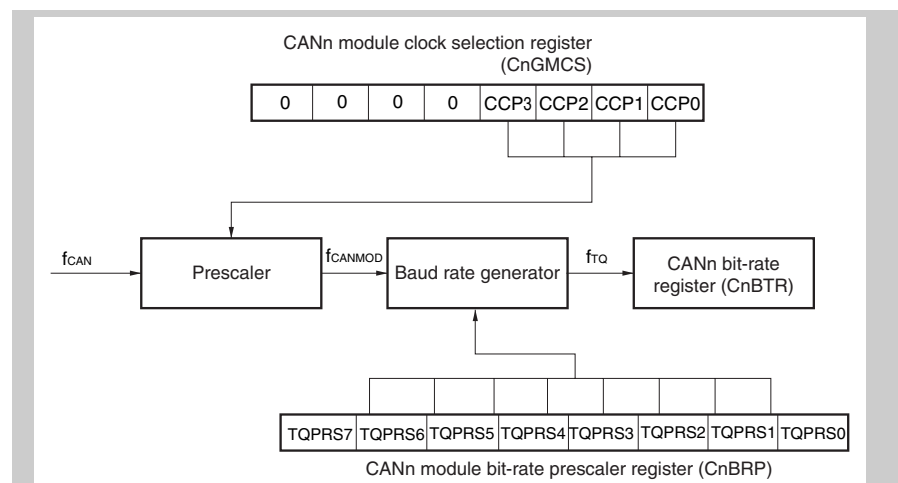 CANn module clock selection register
(CnGMCS)
0 0 0 0 CCP3 CCP2 CCP1 CCP0
fCAN
Prescaler
fCANMOD
Baud rate generator
fTQ
CANn bit-rate
register (CnBTR)
TQPRS7 TQPRS6 TQPRS5 TQPRS4 TQPRS3 TQPRS2 TQPRS1 TQPRS0
CANn module bit-rate prescaler register (CnBRP)